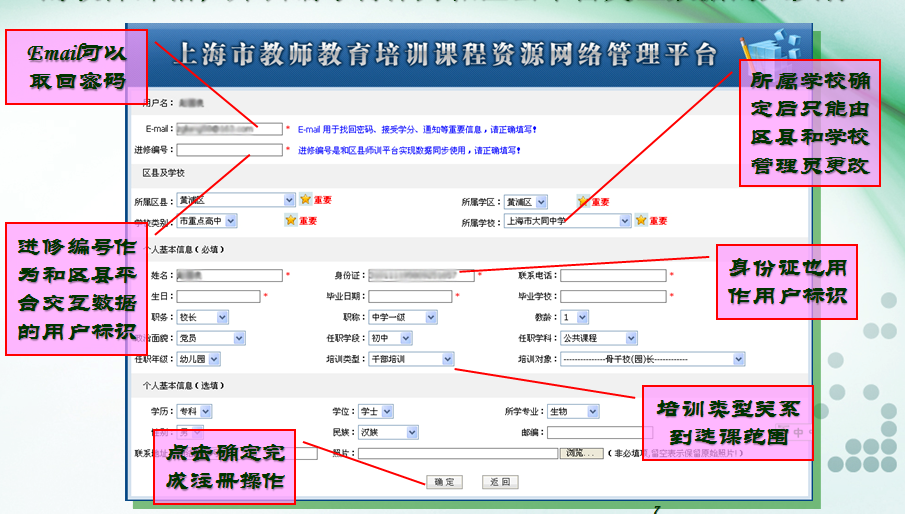 上海市教师教育培训课程资源网络管理平台
Email可以
取回密码
用户名：
E-mail： * E-mail 用于找回密码、接受学分、通知等重要信息，请正确填写！
进修编号： * 进修编号是和区县师训平台实现数据同步使用，请正确填写！
所属学校确
定后只能由
区县和学校
管理员更改
区县及学校
所属区县： 黄浦区 重要 所属学区： 黄浦区 重要
学校类别： 市重点高中 重要 所属学校： 上海市大同中学 重要
进修编号作
为和区县平
台交互数据
的用户标识
个人基本信息（必填）
姓名： * 身份证： * 联系电话： *
生日： * 毕业日期： * 毕业学校： *
身份证也用
作用户标识
职务： 校长 职称： 中学一级 教龄： 1
政治面貌： 党员 任职学段： 初中 任职学科： 公共课程
任职年级： 幼儿园 培训类型： 干部培训 培训对象： ---------------骨干校(园)长------------
个人基本信息（选填）
培训类型关系
到选课范围
学历： 专科 学位： 学士 所学专业： 生物
性别： 男 民族： 汉族 邮编：
联系地址 照片： 浏览... （非必填项,留空表示保留原始照片!）
点击确定完
成注册操作
确定 返回
7